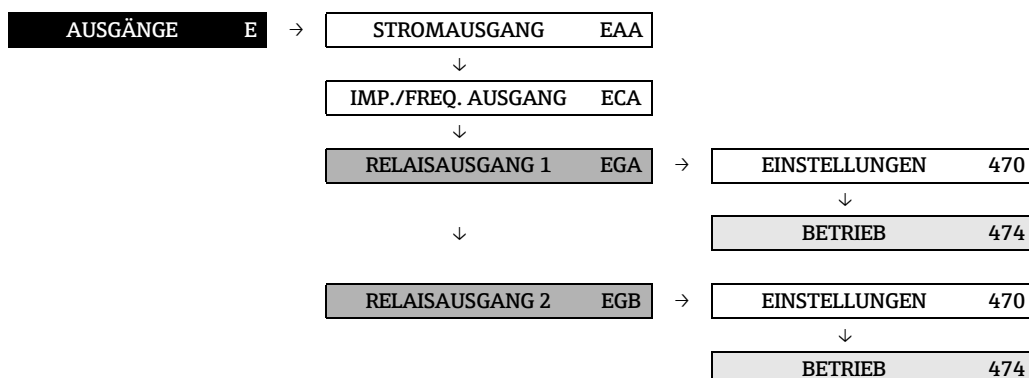 AUSGÄNGE E → STROMAUSGANG EAA
↓
IMP./FREQ. AUSGANG ECA
↓
RELAISAUSGANG 1 EGA → EINSTELLUNGEN 470
↓
↓ BETRIEB 474
RELAISAUSGANG 2 EGB → EINSTELLUNGEN 470
↓
BETRIEB 474